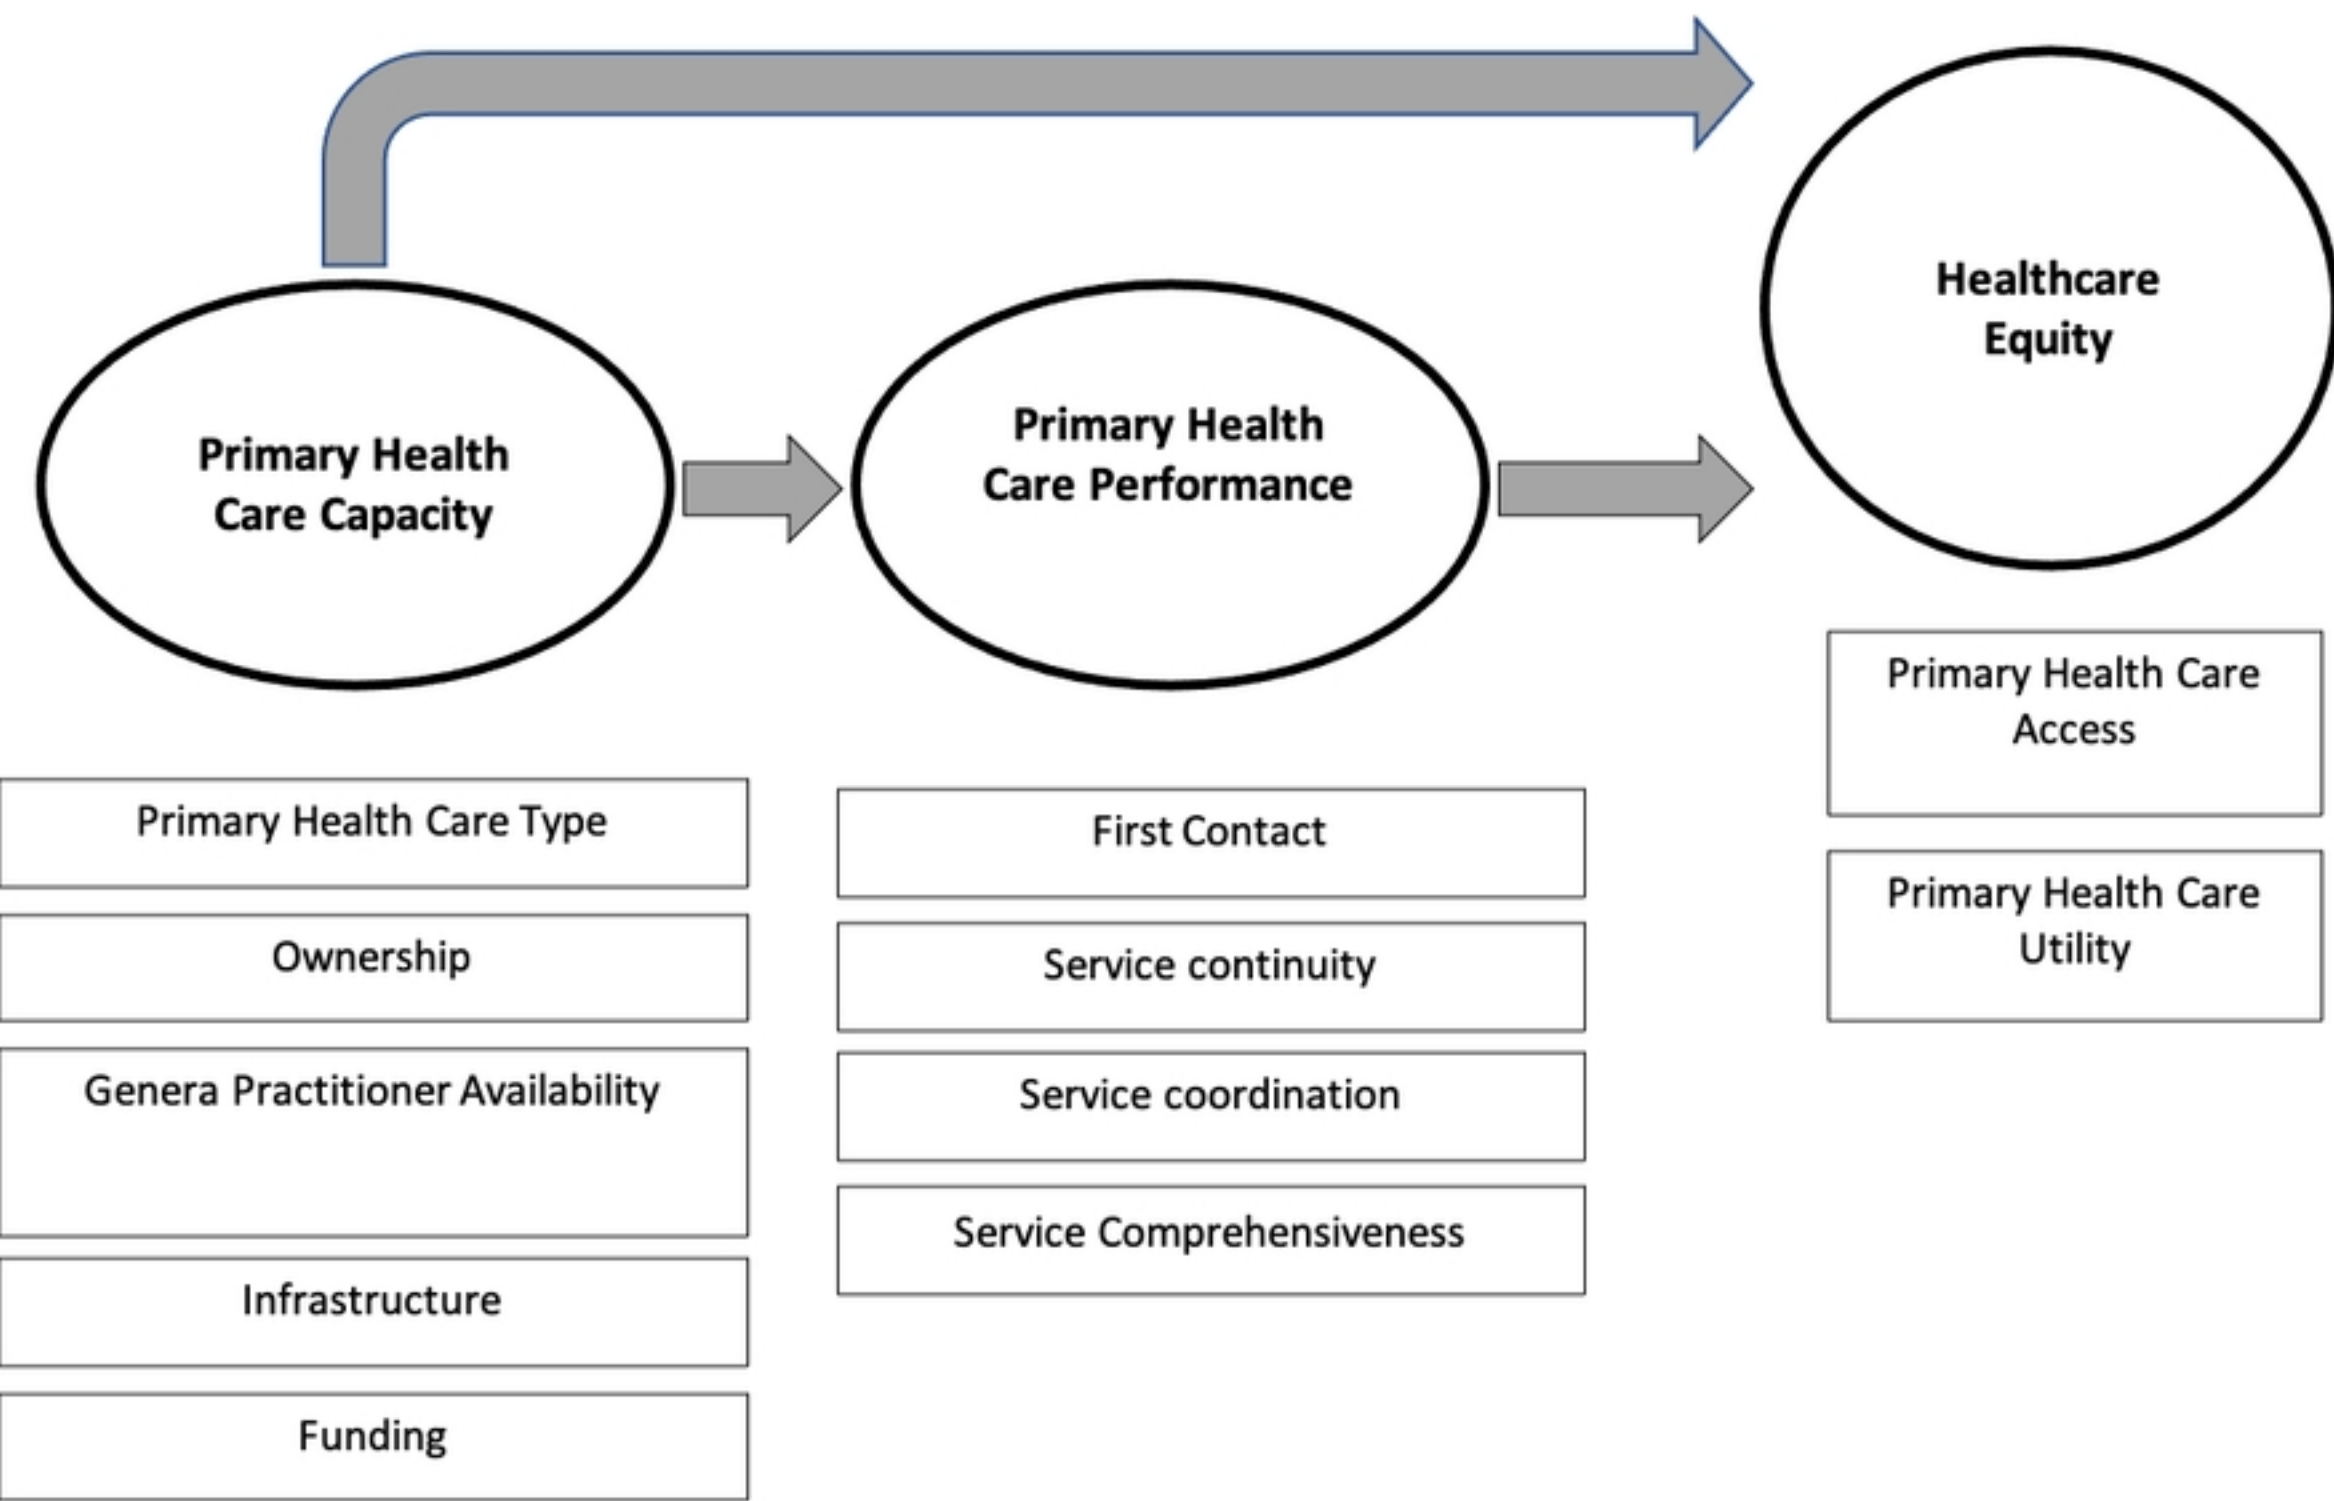 Primary Health
Care Capacity
Primary Health
Care Performance
Healthcare
Equity
Primary Health Care Type
Ownership
Genera Practitioner Availability
Infrastructure
Funding
First Contact
Service continuity
Service coordination
Service Comprehensiveness
Primary Health Care
Access
Primary Health Care
Utility